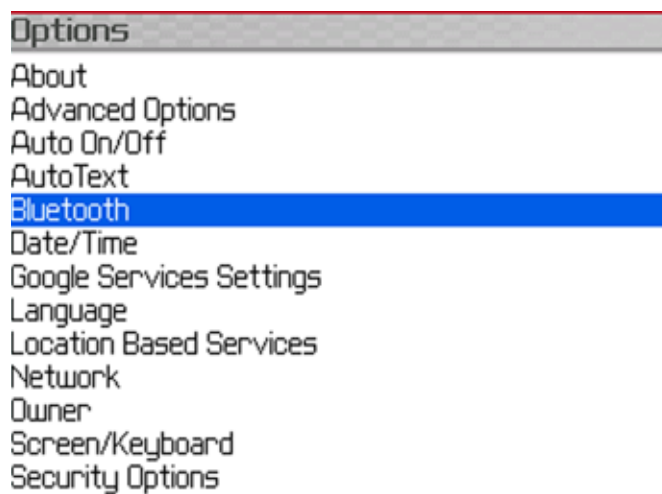 Options
About
Advanced Options
Auto On/Off
AutoText
Bluetooth
Date/Time
Google Services Settings
Language
Location Based Services
Network
Owner
Screen/Keyboard
Security Options